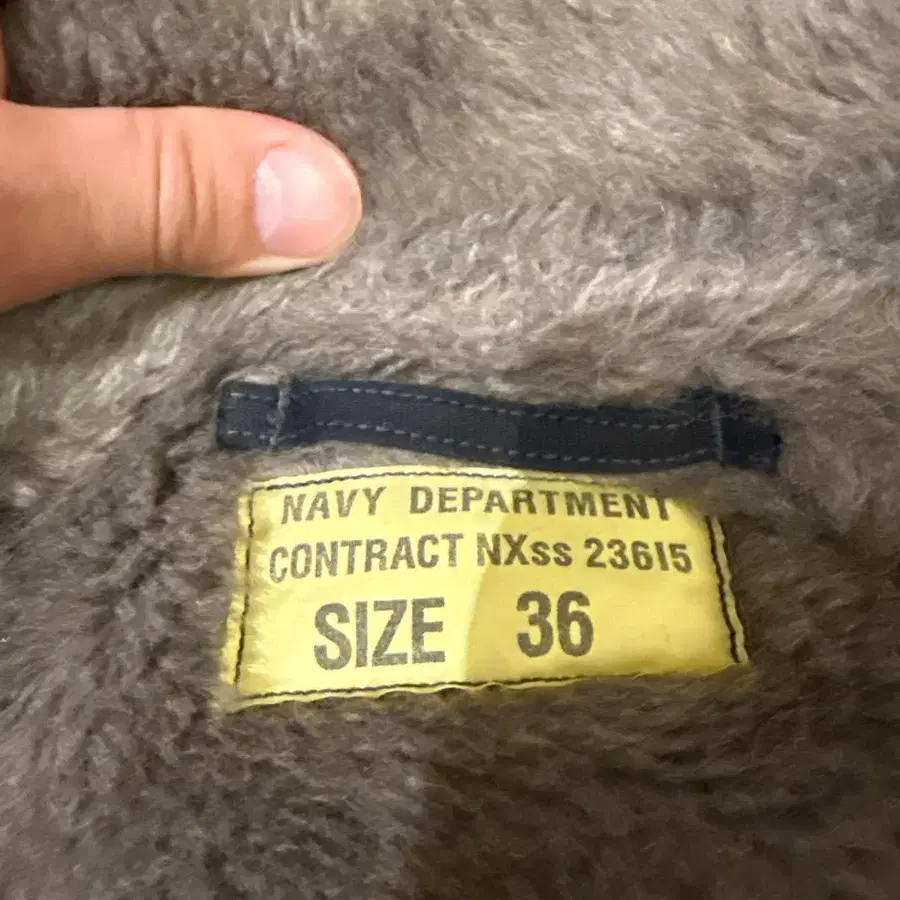 NAVY DEPARTMENT
CONTRACT NXss 23615
SIZE 36